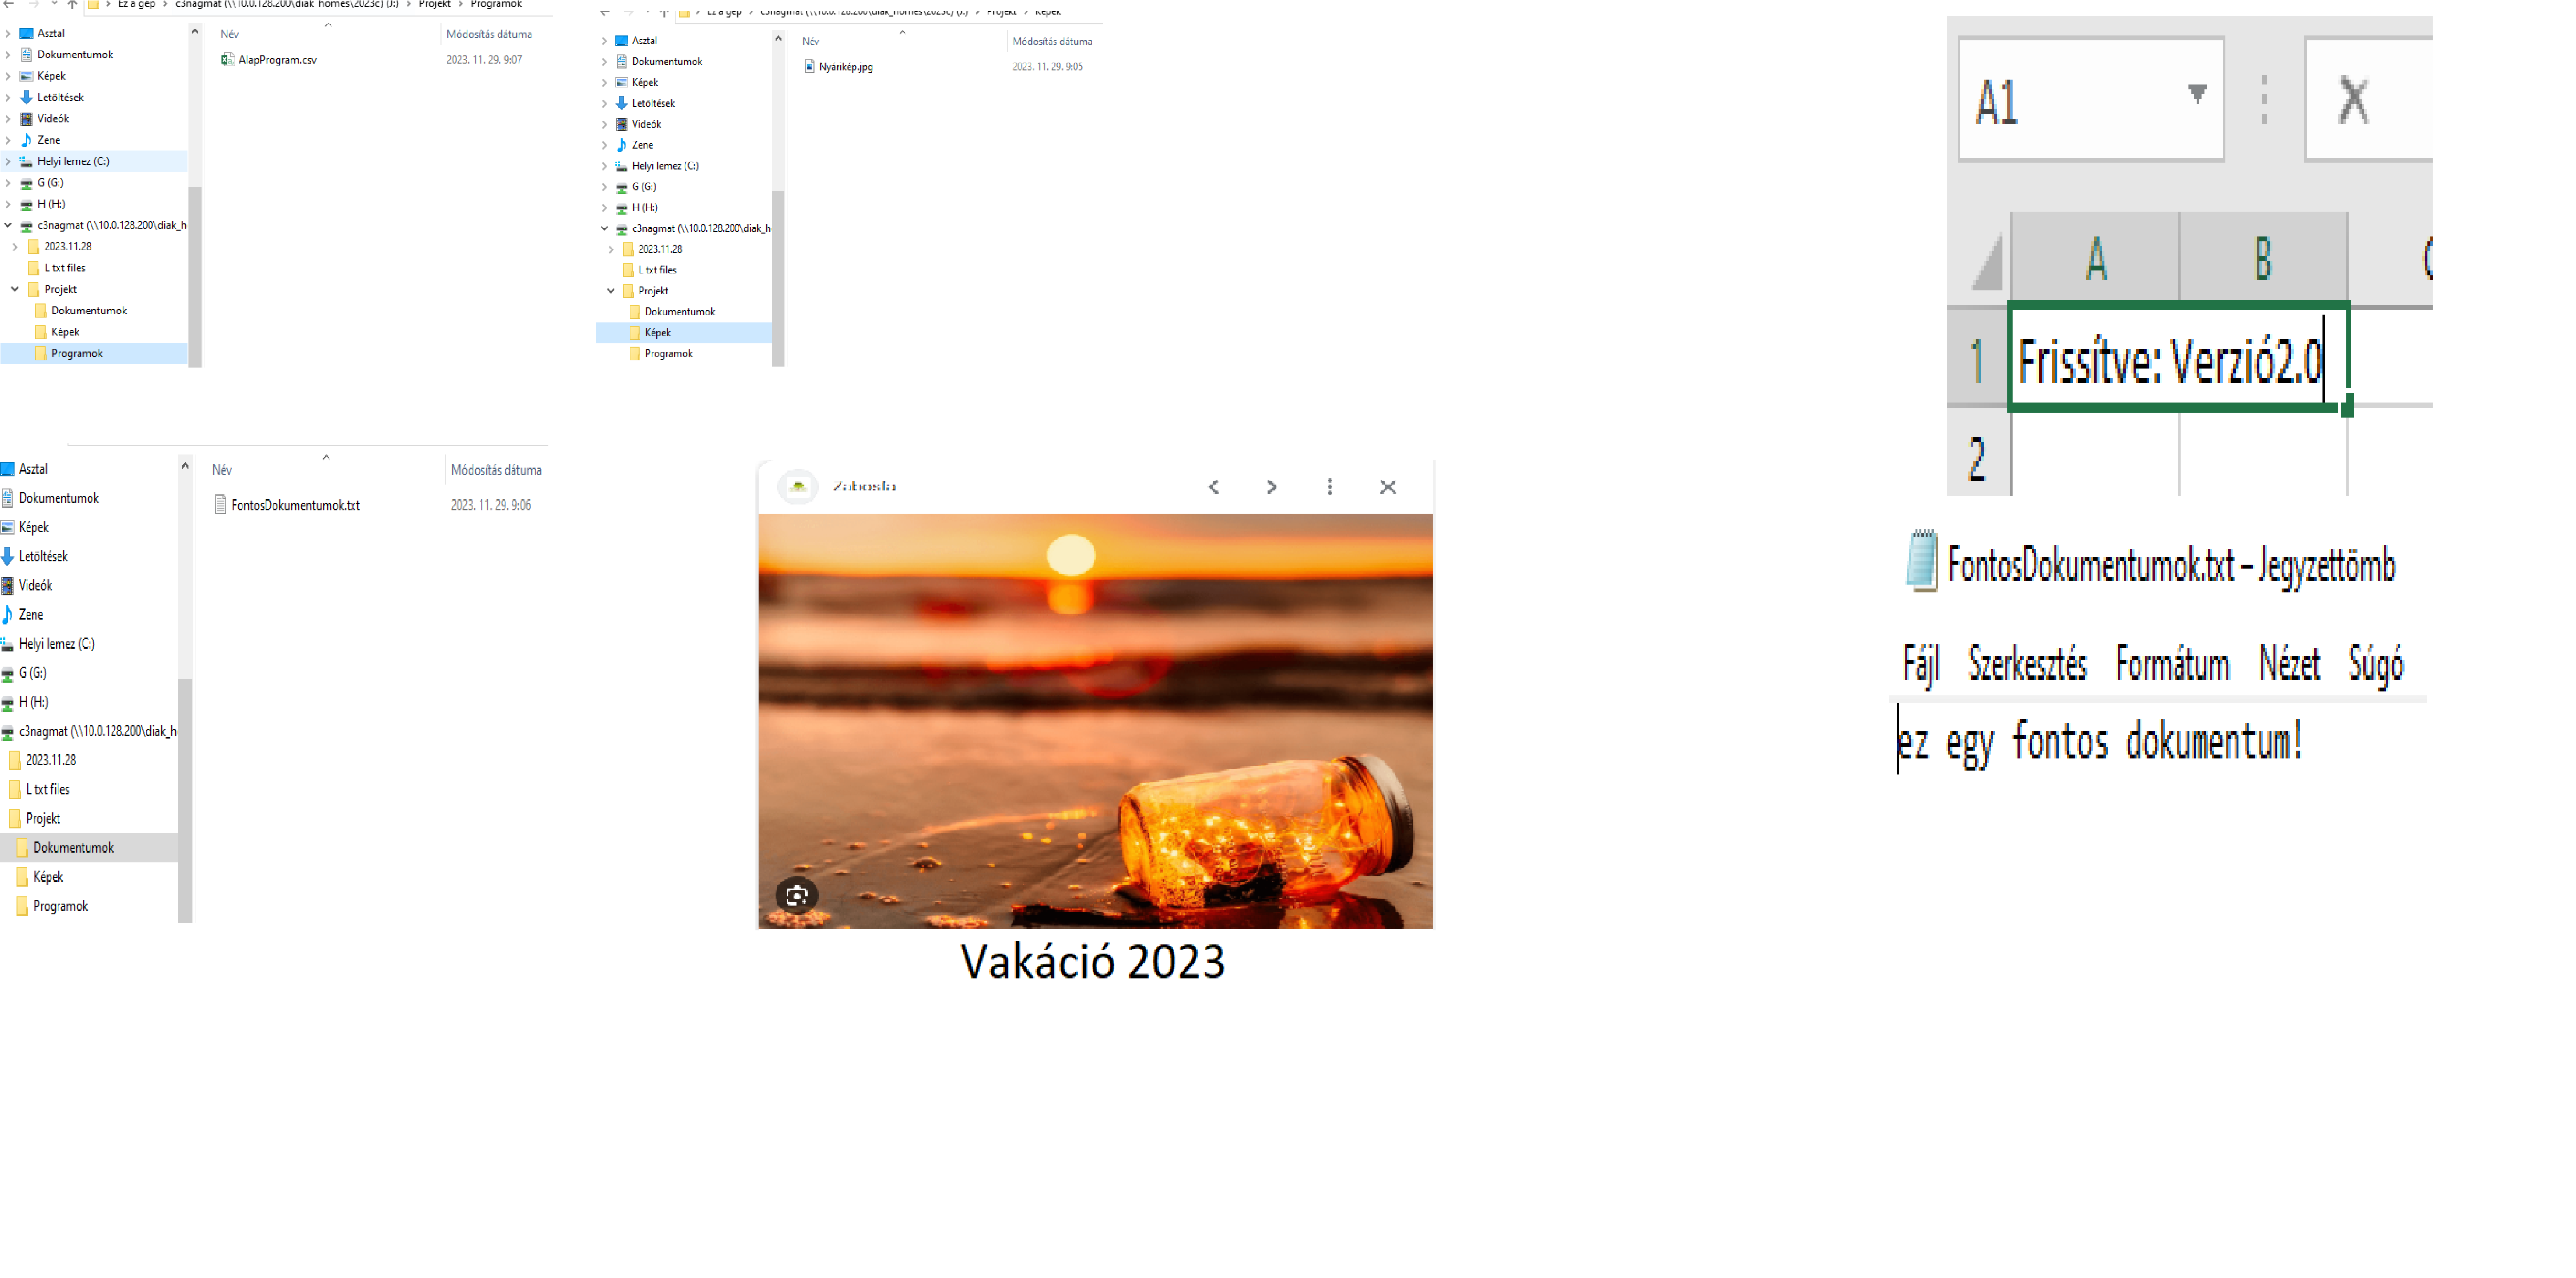 Ez a gép > c3nagmat (\\10.0.128.200\diak_homes\2023c) (J:) > Projekt > Programok
Asztal
Dokumentumok
Képek
Letöltések
Videók
Zene
Helyi lemez (C:)
G (G:)
H (H:)
c3nagmat (\\10.0.128.200\diak_h
2023.11.28
L txt files
Projekt
Dokumentumok
Képek
Programok
Név Módosítás dátuma
AlapProgram.csv 2023. 11. 29. 9:07
Ez a gép > c3nagmat (\\10.0.128.200\diak_homes\2023c) (J:) > Projekt > Képek
Asztal
Dokumentumok
Képek
Letöltések
Videók
Zene
Helyi lemez (C:)
G (G:)
H (H:)
c3nagmat (\\10.0.128.200\diak_h
2023.11.28
L txt files
Projekt
Dokumentumok
Képek
Programok
Név Módosítás dátuma
Nyárikép.jpg 2023. 11. 29. 9:05
A1
A B
1 Frissítve: Verzió2.0
2
Asztal
Dokumentumok
Képek
Letöltések
Videók
Zene
Helyi lemez (C:)
G (G:)
H (H:)
c3nagmat (\\10.0.128.200\diak_h
2023.11.28
L txt files
Projekt
Dokumentumok
Képek
Programok
Név Módosítás dátuma
FontosDokumentumok.txt 2023. 11. 29. 9:06
Vakáció 2023
FontosDokumentumok.txt – Jegyzettömb
Fájl Szerkesztés Formátum Nézet Súgó
ez egy fontos dokumentum!